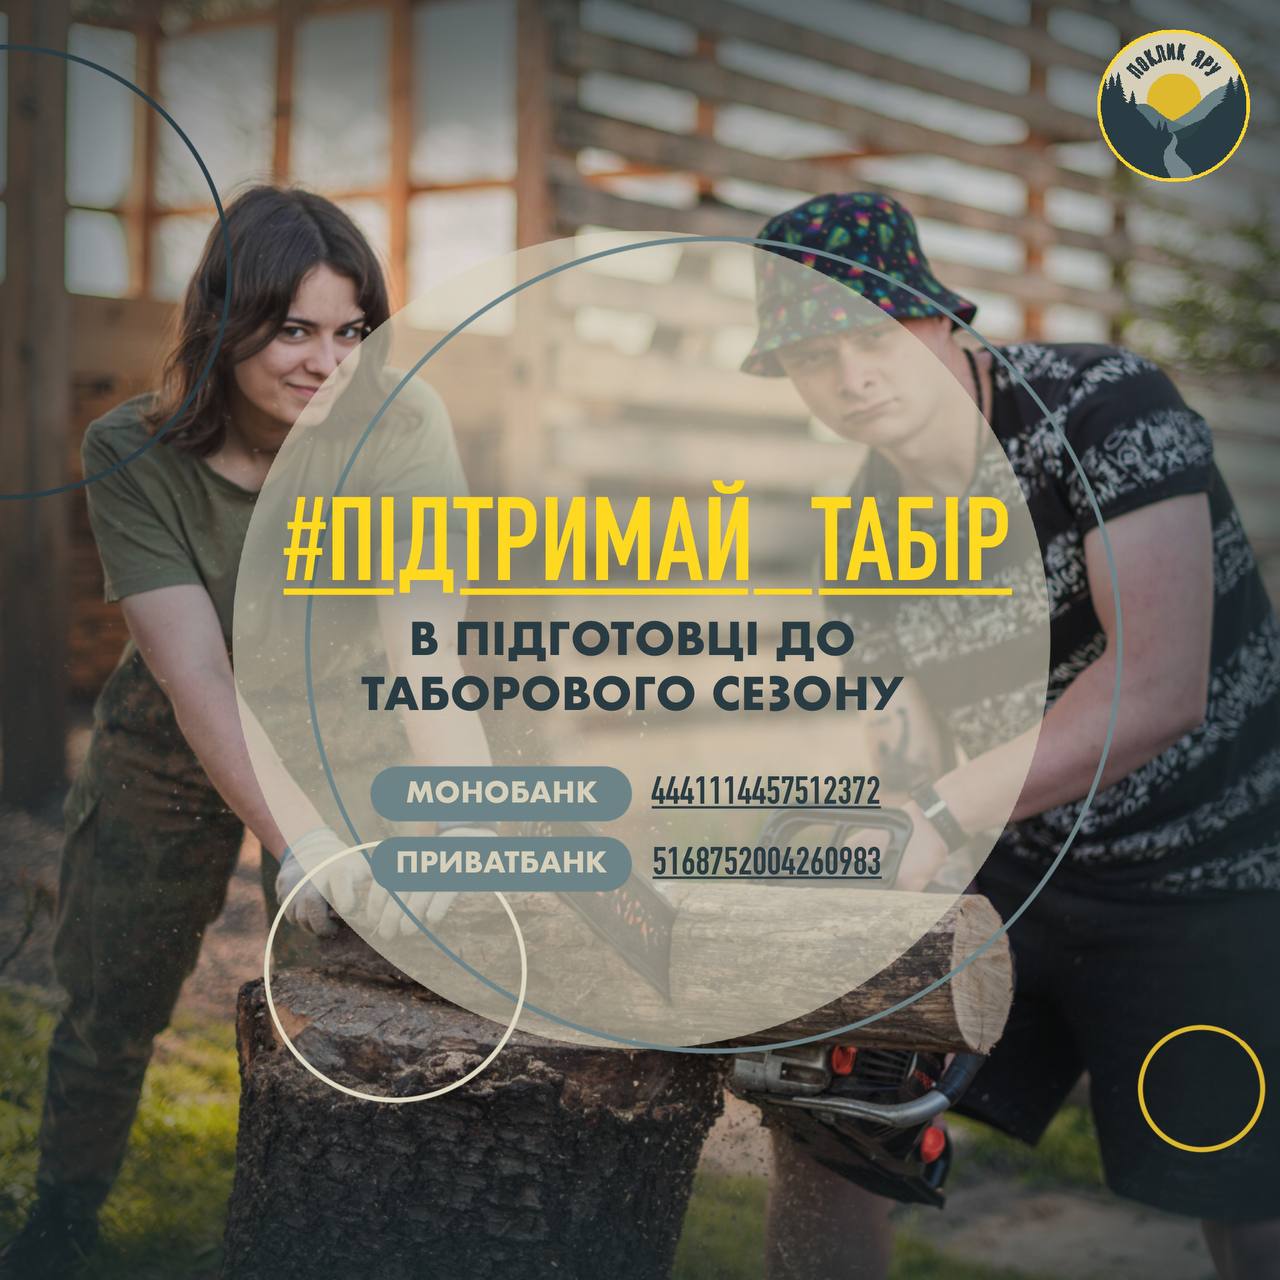 ПОКЛИК ЯРУ
#ПІДТРИМАЙ_ТАБІР
В ПІДГОТОВЦІ ДО
ТАБОРОВОГО СЕЗОНУ
МОНОБАНК 4441114457512372
ПРИВАТБАНК 5168752004260983